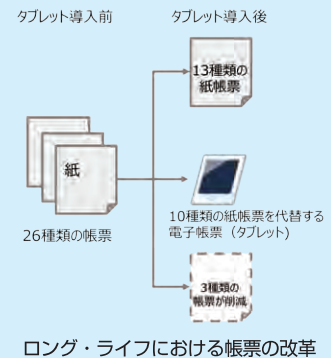 タブレット導入前
タブレット導入後
13種類の
紙帳票
紙
26種類の帳票
10種類の紙帳票を代替する
電子帳票（タブレット)
3種類の
帳票が削減
ロング・ライフにおける帳票の改革